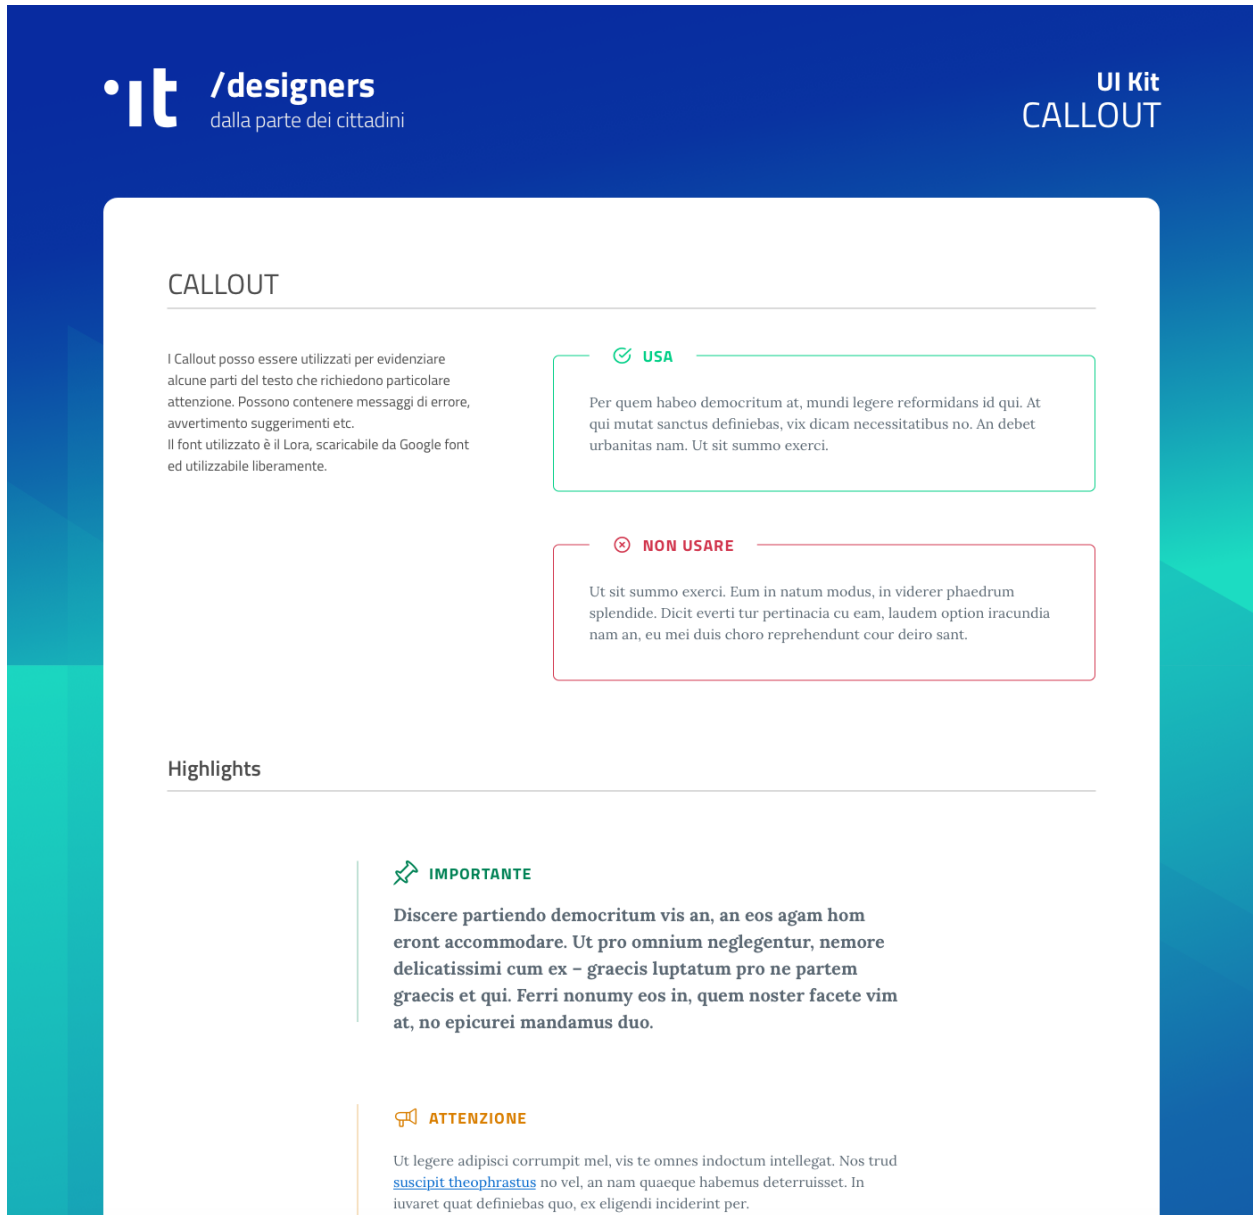 it
/designers
dalla parte dei cittadini
UI Kit
CALLOUT
CALLOUT
I Callout posso essere utilizzati per evidenziare
alcune parti del testo che richiedono particolare
attenzione. Possono contenere messaggi di errore,
avvertimento suggerimenti etc.
Il font utilizzato è il Lora, scaricabile da Google font
ed utilizzabile liberamente.
USA
Per quem habeo democritum at, mundi legere reformidans id qui. At
qui mutat sanctus definiebas, vix dicam necessitatibus no. An debet
urbanitas nam. Ut sit summo exerci.
NON USARE
Ut sit summo exerci. Eum in natum modus, in viderer phaedrum
splendide. Dicit everti tur pertinacia cu eam, laudem option iracundia
nam an, eu mei duis choro reprehendunt cour deiro sant.
Highlights
IMPORTANTE
Discere partiendo democritum vis an, an eos agam hom
eront accommodare. Ut pro omnium neglegentur, nemore
delicatissimi cum ex – graecis luptatum pro ne partem
graecis et qui. Ferri nonumy eos in, quem noster facete vim
at, no epicurei mandamus duo.
ATTENZIONE
Ut legere adipisci corrumpit mel, vis te omnes indoctum intellegat. Nos trud
suscipit theophrastus no vel, an nam quaeque habemus deterruisset. In
iuvaret quat definiebas quo, ex eligendi inciderint per.